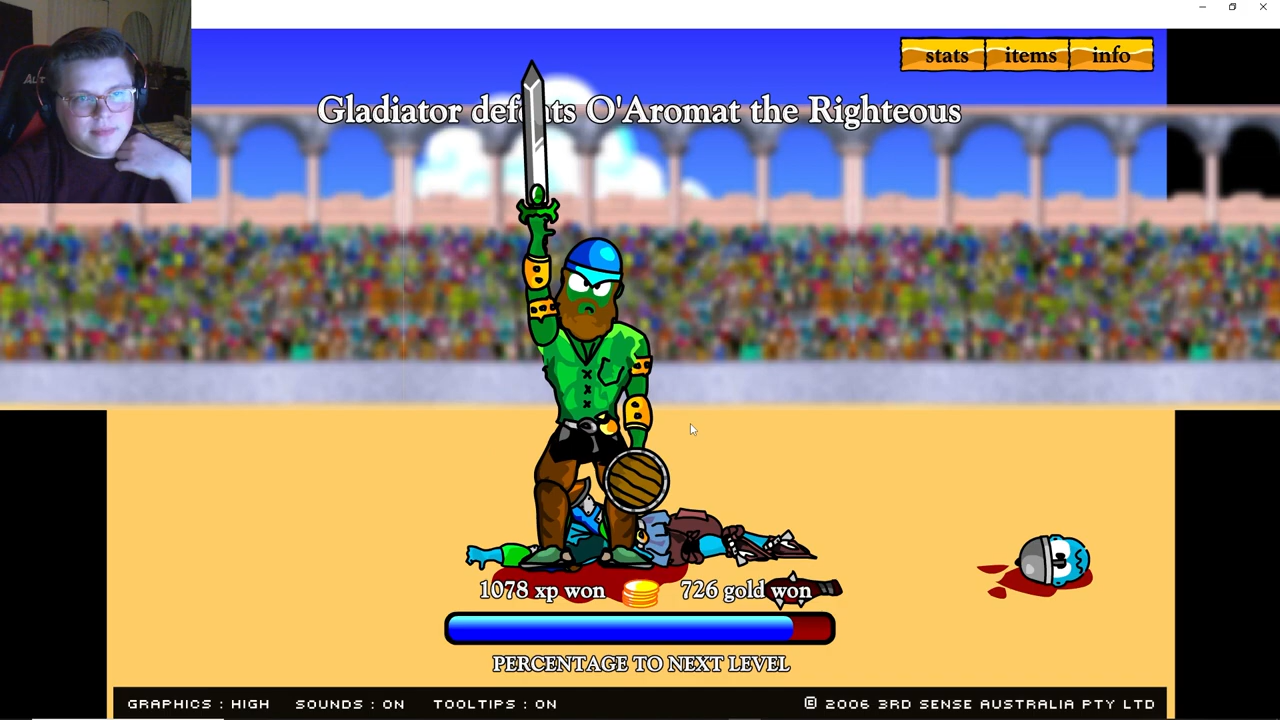 stats items info
Gladiator defeats O'Aromat the Righteous
1078 xp won 726 gold won
PERCENTAGE TO NEXT LEVEL
GRAPHICS : HIGH SOUNDS : ON TOOLTIPS : ON © 2006 3RD SENSE AUSTRALIA PTY LTD